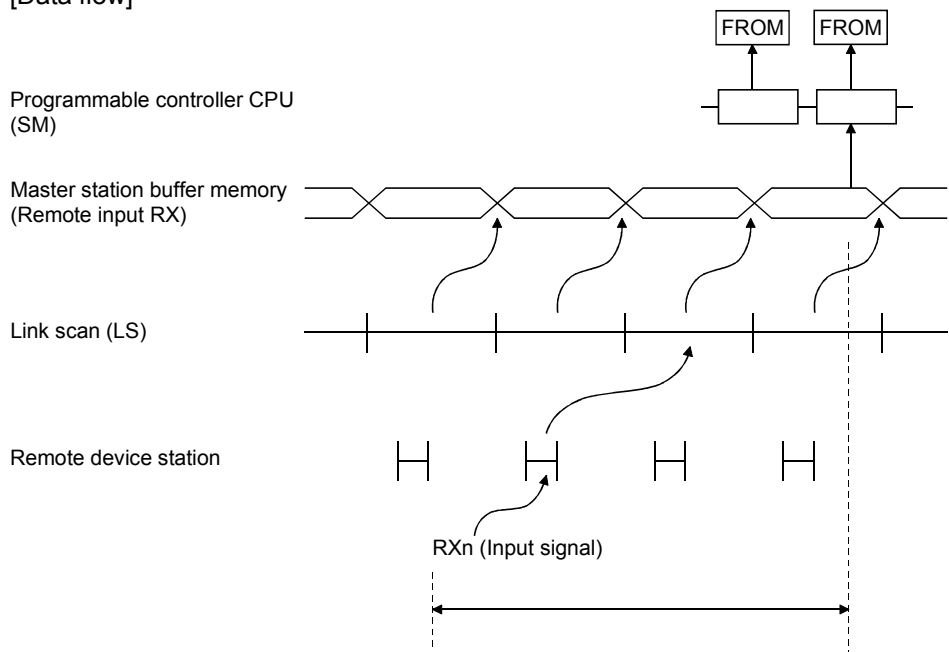 [Data flow]
FROM FROM
Programmable controller CPU
(SM)
Master station buffer memory
(Remote input RX)
Link scan (LS)
Remote device station
RXn (Input signal)